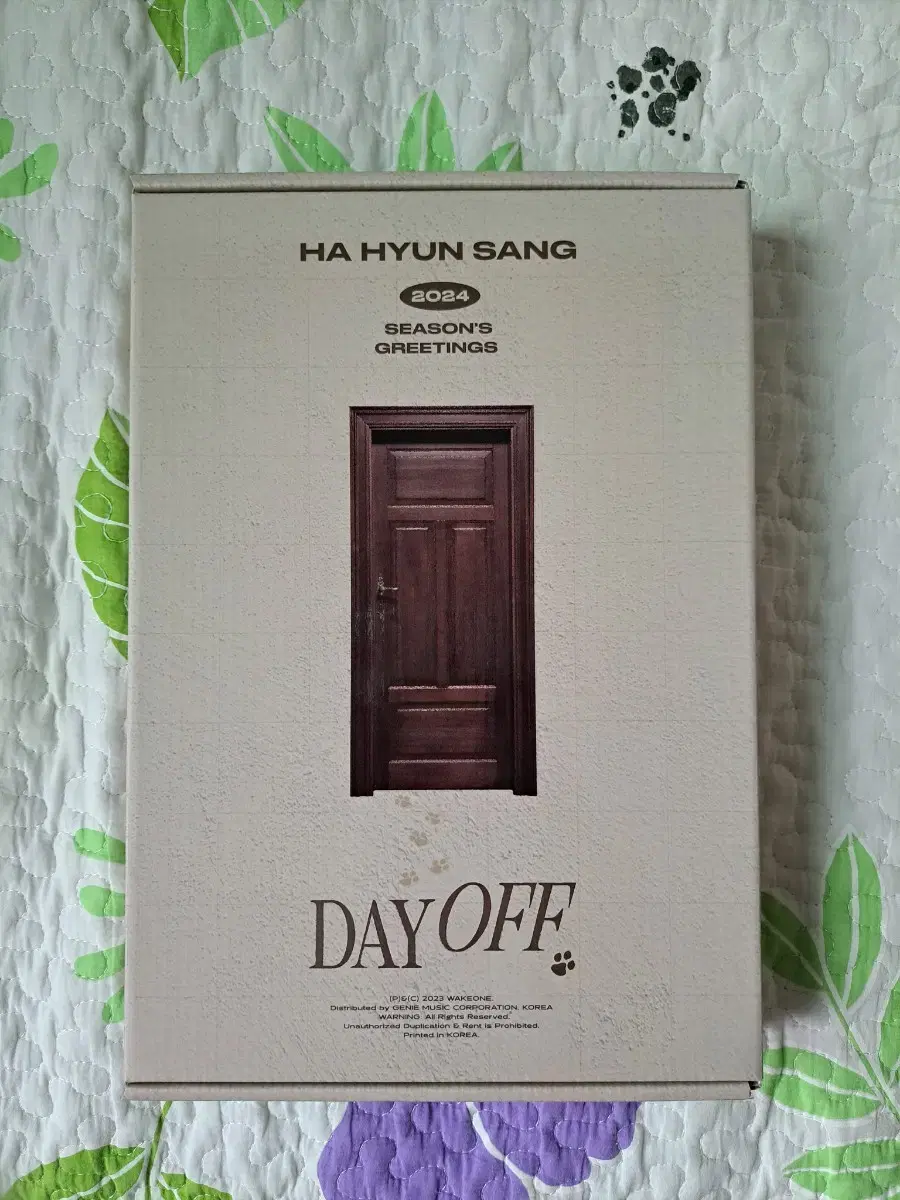 HA HYUN SANG
2024
SEASON'S
GREETINGS
DAY OFF
(P)&(C) 2023 WAKEONE.
Distributed by GENIE MUSIC CORPORATION, KOREA
WARNING: All Rights Reserved.
Unauthorized Duplication & Rent is Prohibited.
Printed in KOREA.